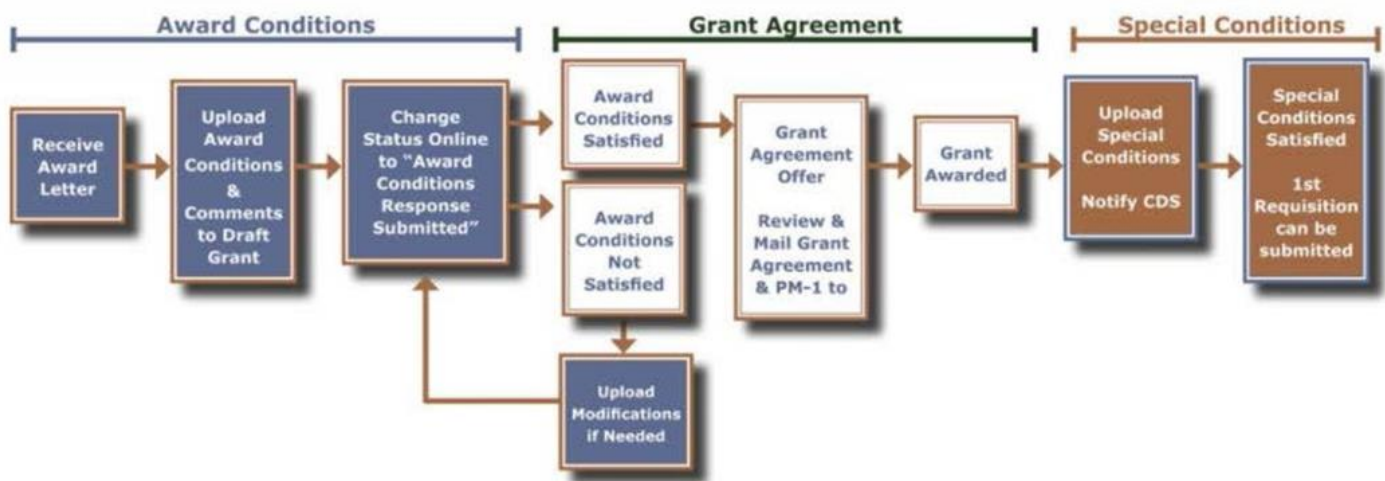 Award Conditions
Grant Agreement
Special Conditions
Receive
Award
Letter
Upload
Award
Conditions
&
Comments
to Draft
Grant
Change
Status Online
to “Award
Conditions
Response
Submitted”
Award
Conditions
Satisfied
Award
Conditions
Not
Satisfied
Upload
Modifications
if Needed
Grant
Agreement
Offer
Review &
Mail Grant
Agreement
& PM-1 to
Grant
Awarded
Upload
Special
Conditions
Notify CDS
Special
Conditions
Satisfied
1st
Requisition
can be
submitted